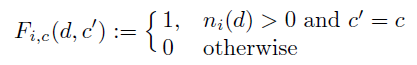 F_{i,c}(d, c′) := { 1, n_i(d) > 0 and c′ = c
0 otherwise